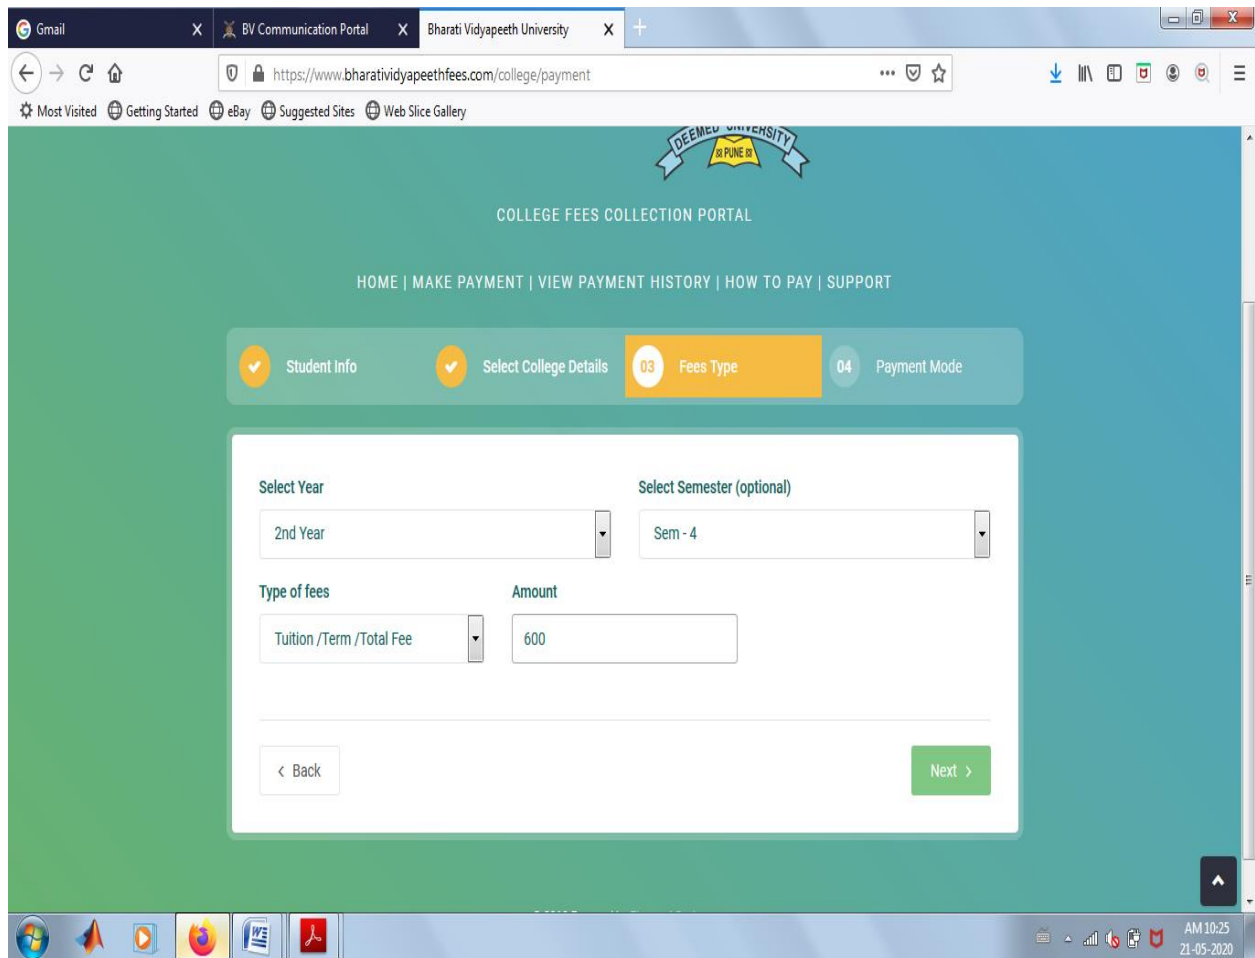 Gmail X BV Communication Portal X Bharati Vidyapeeth University X
https://www.bharatividyapeethfees.com/college/payment
Most Visited Getting Started eBay Suggested Sites Web Slice Gallery
DEEMED UNIVERSITY
PUNE
COLLEGE FEES COLLECTION PORTAL
HOME | MAKE PAYMENT | VIEW PAYMENT HISTORY | HOW TO PAY | SUPPORT
Student Info Select College Details 03 Fees Type 04 Payment Mode
Select Year Select Semester (optional)
2nd Year Sem - 4
Type of fees Amount
Tuition /Term /Total Fee 600
< Back Next >
AM 10:25
21-05-2020